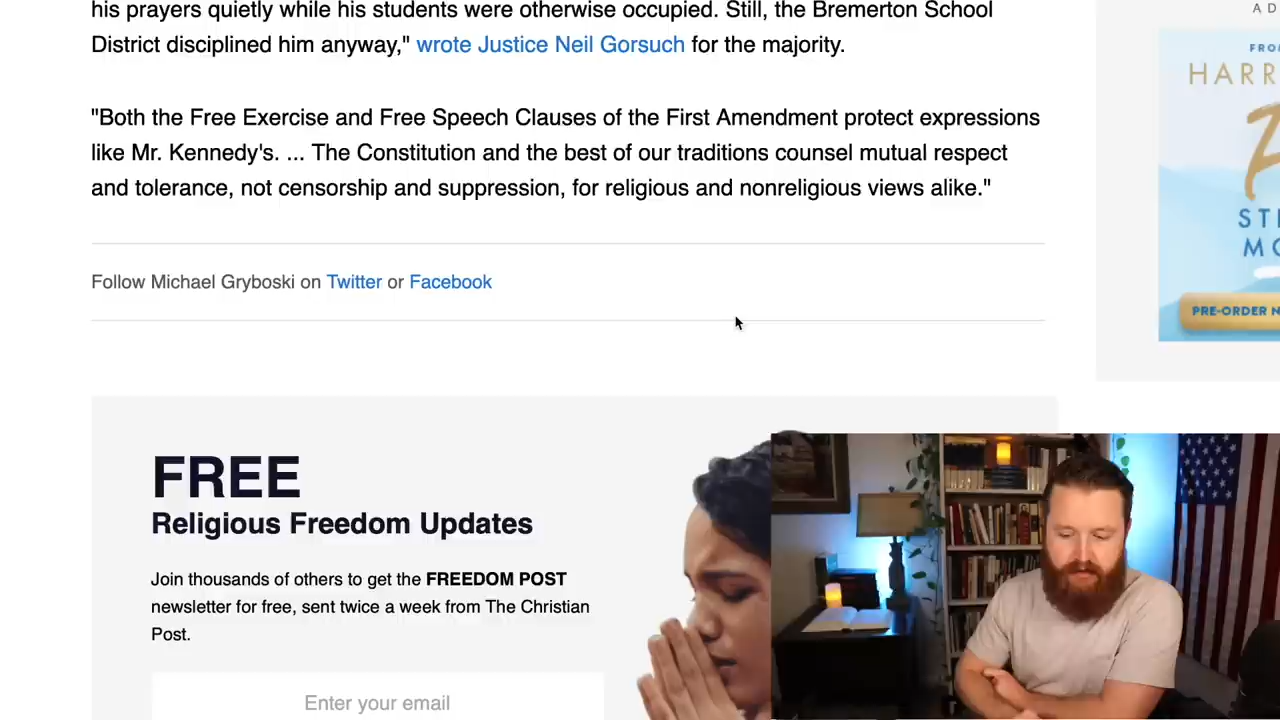 his prayers quietly while his students were otherwise occupied. Still, the Bremerton School
District disciplined him anyway," wrote Justice Neil Gorsuch for the majority.
"Both the Free Exercise and Free Speech Clauses of the First Amendment protect expressions
like Mr. Kennedy's. ... The Constitution and the best of our traditions counsel mutual respect
and tolerance, not censorship and suppression, for religious and nonreligious views alike."
Follow Michael Gryboski on Twitter or Facebook
FREE
Religious Freedom Updates
Join thousands of others to get the FREEDOM POST
newsletter for free, sent twice a week from The Christian
Post.
Enter your email
AD
FRO
HARR
ST
MO
PRE-ORDER N